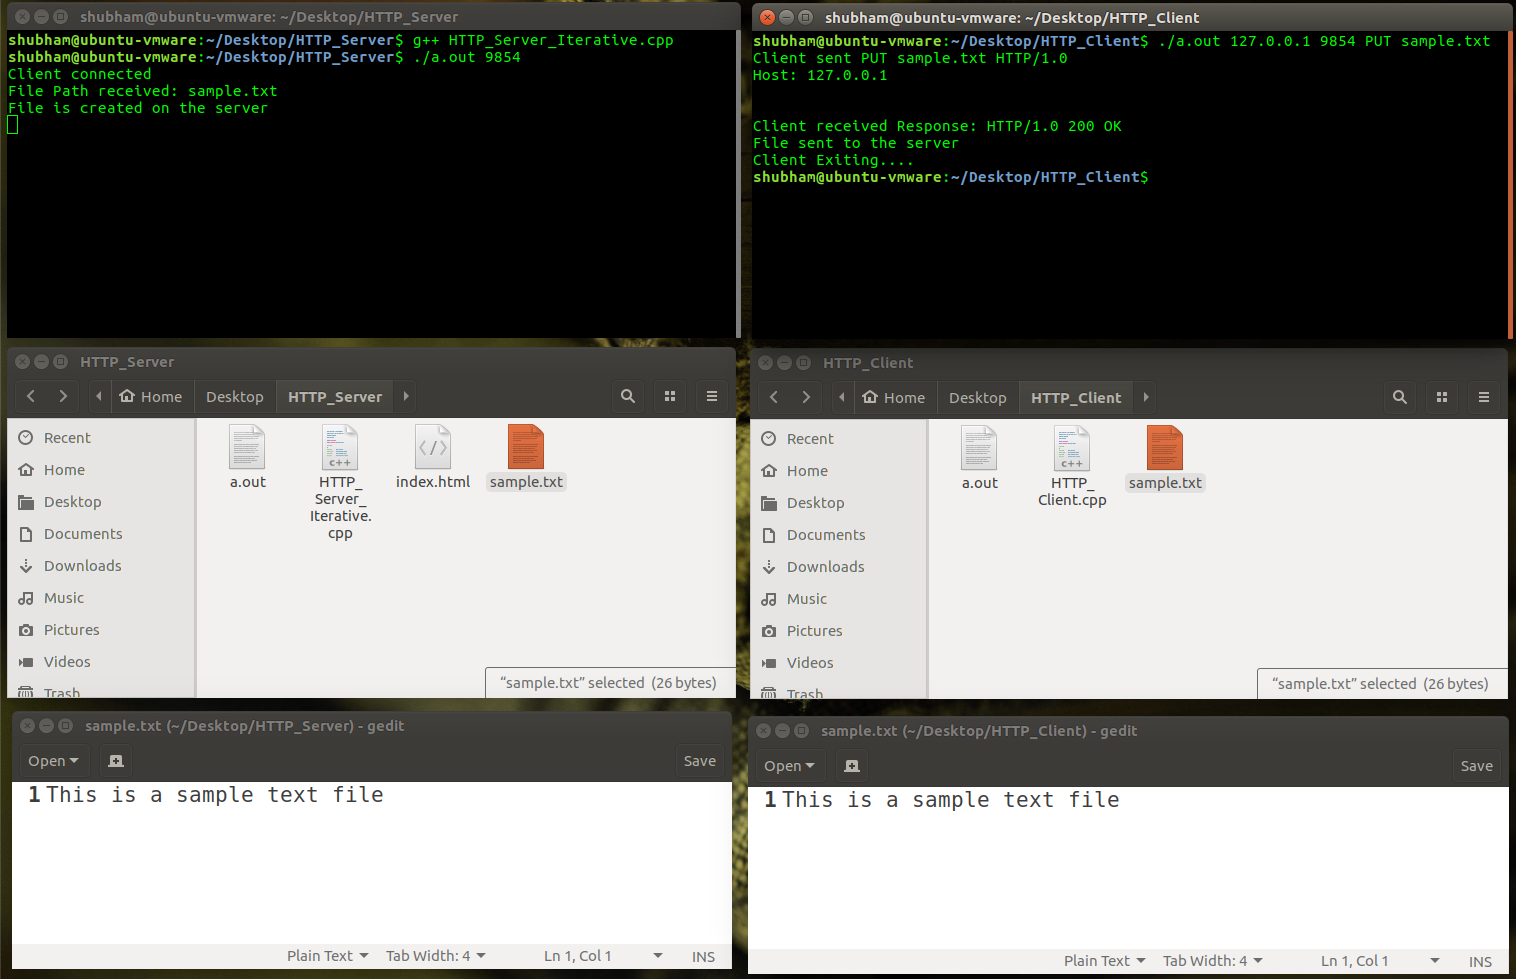 shubham@ubuntu-vmware: ~/Desktop/HTTP_Server
shubham@ubuntu-vmware:~/Desktop/HTTP_Server$ g++ HTTP_Server_Iterative.cpp
shubham@ubuntu-vmware:~/Desktop/HTTP_Server$ ./a.out 9854
Client connected
File Path received: sample.txt
File is created on the server
shubham@ubuntu-vmware: ~/Desktop/HTTP_Client
shubham@ubuntu-vmware:~/Desktop/HTTP_Client$ ./a.out 127.0.0.1 9854 PUT sample.txt
Client sent PUT sample.txt HTTP/1.0
Host: 127.0.0.1
Client received Response: HTTP/1.0 200 OK
File sent to the server
Client Exiting....
shubham@ubuntu-vmware:~/Desktop/HTTP_Client$
HTTP_Server
Home Desktop HTTP_Server
Recent
Home
Desktop
Documents
Downloads
Music
Pictures
Videos
Trash
a.out
c++
HTTP_
Server_
Iterative.
cpp
</>
index.html
sample.txt
“sample.txt” selected (26 bytes)
HTTP_Client
Home Desktop HTTP_Client
Recent
Home
Desktop
Documents
Downloads
Music
Pictures
Videos
Trash
a.out
c++
HTTP_
Client.cpp
sample.txt
“sample.txt” selected (26 bytes)
sample.txt (~/Desktop/HTTP_Server) - gedit
Open Save
1 This is a sample text file
Plain Text Tab Width: 4 Ln 1, Col 1 INS
sample.txt (~/Desktop/HTTP_Client) - gedit
Open Save
1 This is a sample text file
Plain Text Tab Width: 4 Ln 1, Col 1 INS